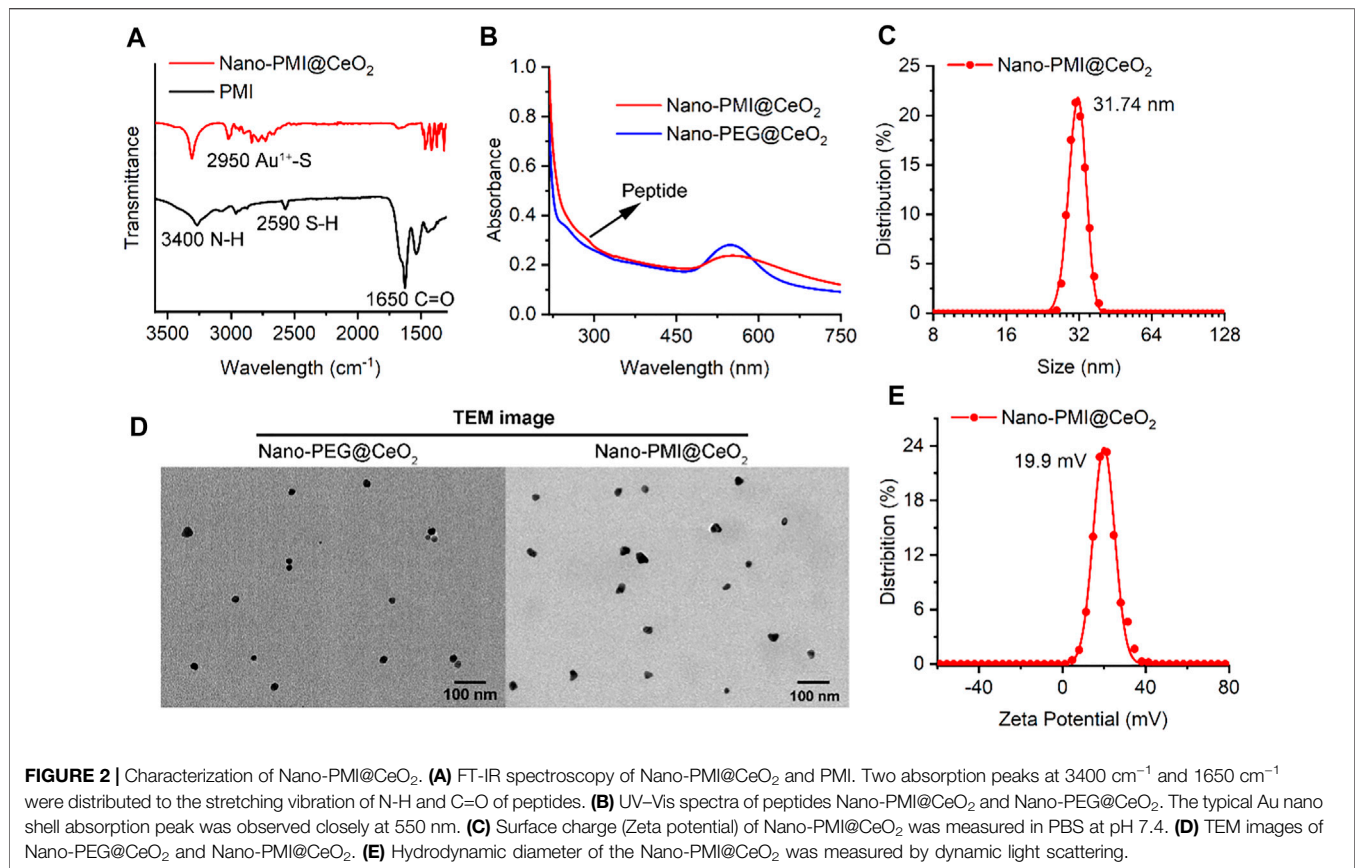 A
Nano-PMI@CeO₂
PMI
2950 Au¹⁺-S
2590 S-H
3400 N-H
1650 C=O
Transmittance
3500 3000 2500 2000 1500
Wavelength (cm⁻¹)
B
Nano-PMI@CeO₂
Nano-PEG@CeO₂
Peptide
Absorbance
1.0
0.8
0.6
0.4
0.2
0.0
300 450 600 750
Wavelength (nm)
C
Nano-PMI@CeO₂
31.74 nm
Distribution (%)
25
20
15
10
5
0
8 16 32 64 128
Size (nm)
D
TEM image
Nano-PEG@CeO₂ Nano-PMI@CeO₂
100 nm 100 nm
E
Nano-PMI@CeO₂
19.9 mV
Distribition (%)
24
18
12
6
0
-40 0 40 80
Zeta Potential (mV)
FIGURE 2 | Characterization of Nano-PMI@CeO₂. (A) FT-IR spectroscopy of Nano-PMI@CeO₂ and PMI. Two absorption peaks at 3400 cm⁻¹ and 1650 cm⁻¹
were distributed to the stretching vibration of N-H and C=O of peptides. (B) UV–Vis spectra of peptides Nano-PMI@CeO₂ and Nano-PEG@CeO₂. The typical Au nano
shell absorption peak was observed closely at 550 nm. (C) Surface charge (Zeta potential) of Nano-PMI@CeO₂ was measured in PBS at pH 7.4. (D) TEM images of
Nano-PEG@CeO₂ and Nano-PMI@CeO₂. (E) Hydrodynamic diameter of the Nano-PMI@CeO₂ was measured by dynamic light scattering.